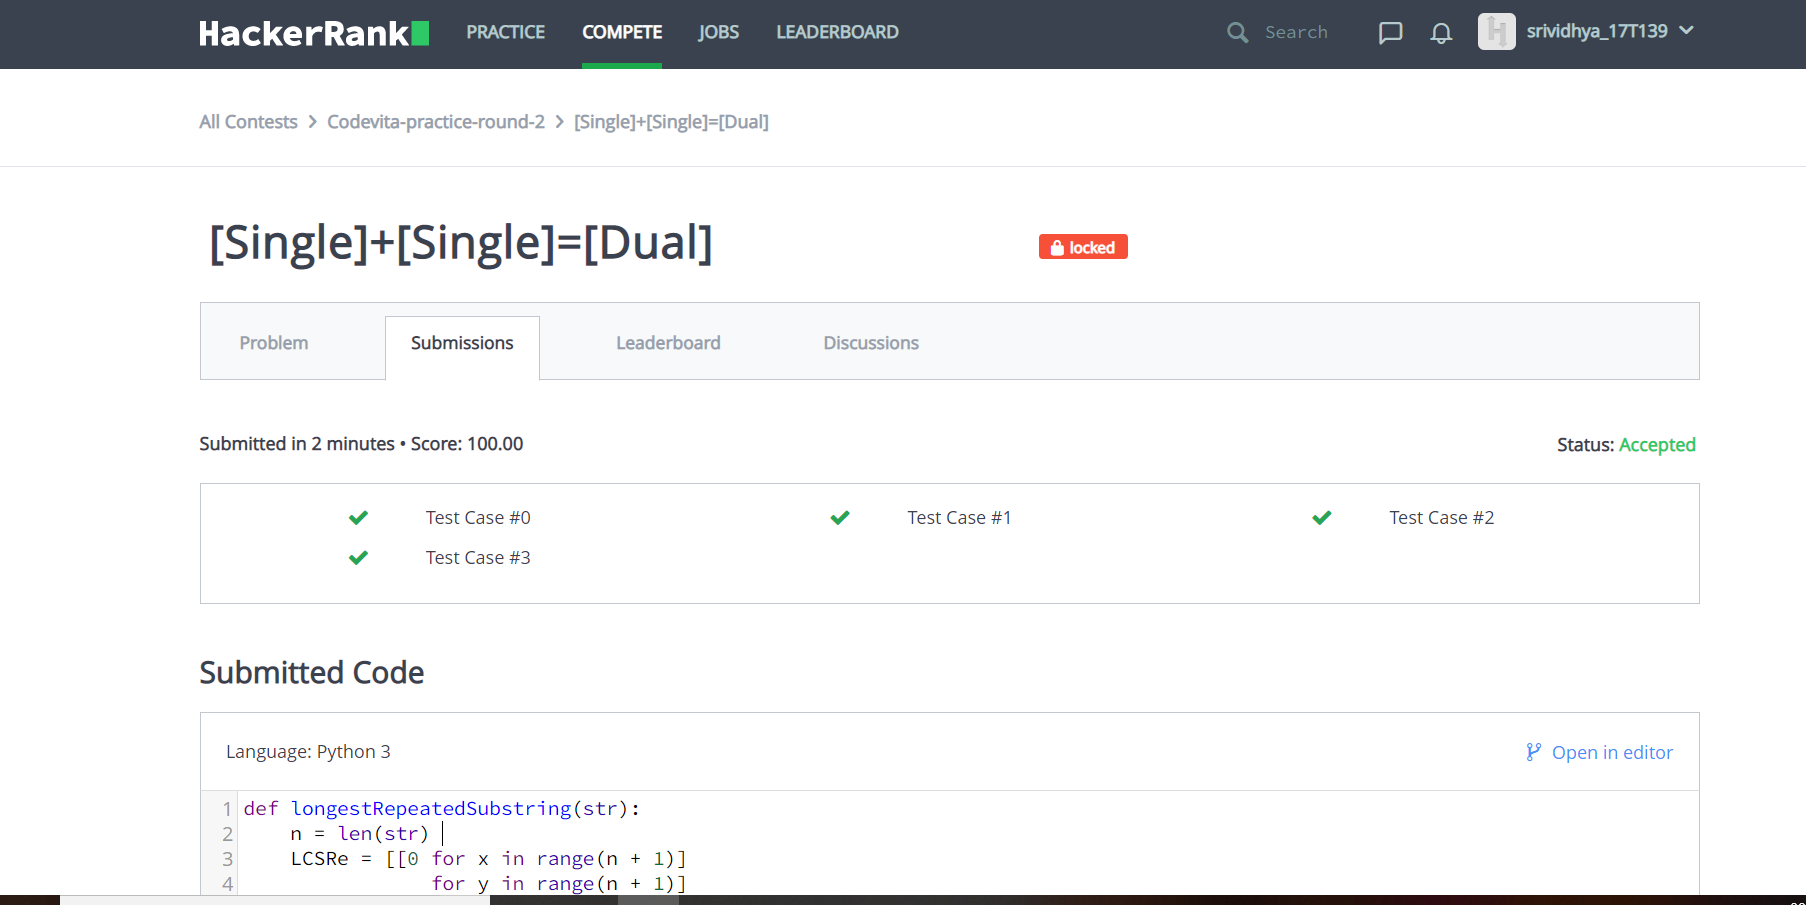 HackerRank PRACTICE COMPETE JOBS LEADERBOARD Search srividhya_17T139
All Contests > Codevita-practice-round-2 > [Single]+[Single]=[Dual]
[Single]+[Single]=[Dual] locked
Problem Submissions Leaderboard Discussions
Submitted in 2 minutes • Score: 100.00 Status: Accepted
Test Case #0 Test Case #1 Test Case #2
Test Case #3
Submitted Code
Language: Python 3 Open in editor
1 def longestRepeatedSubstring(str):
2     n = len(str)
3     LCSRe = [[0 for x in range(n + 1)]
4                 for y in range(n + 1)]